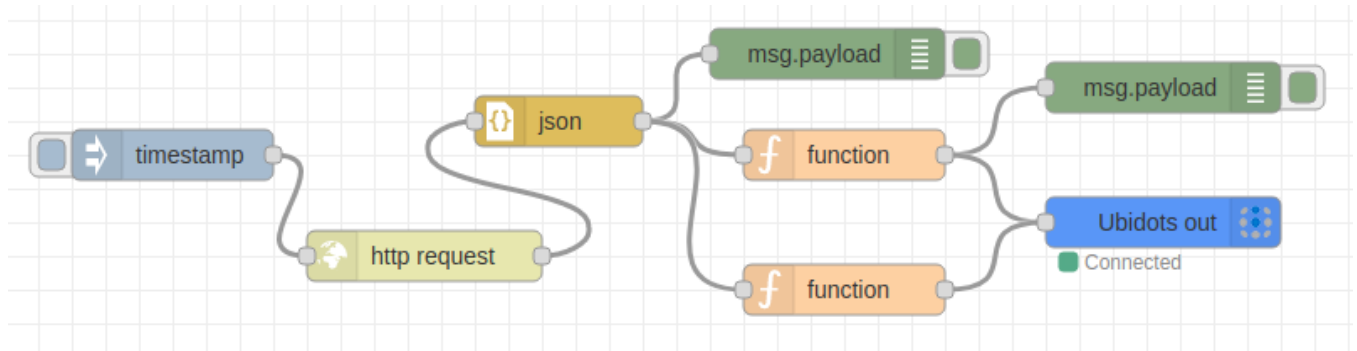 msg.payload
msg.payload
json
timestamp
function
Ubidots out
http request
Connected
function